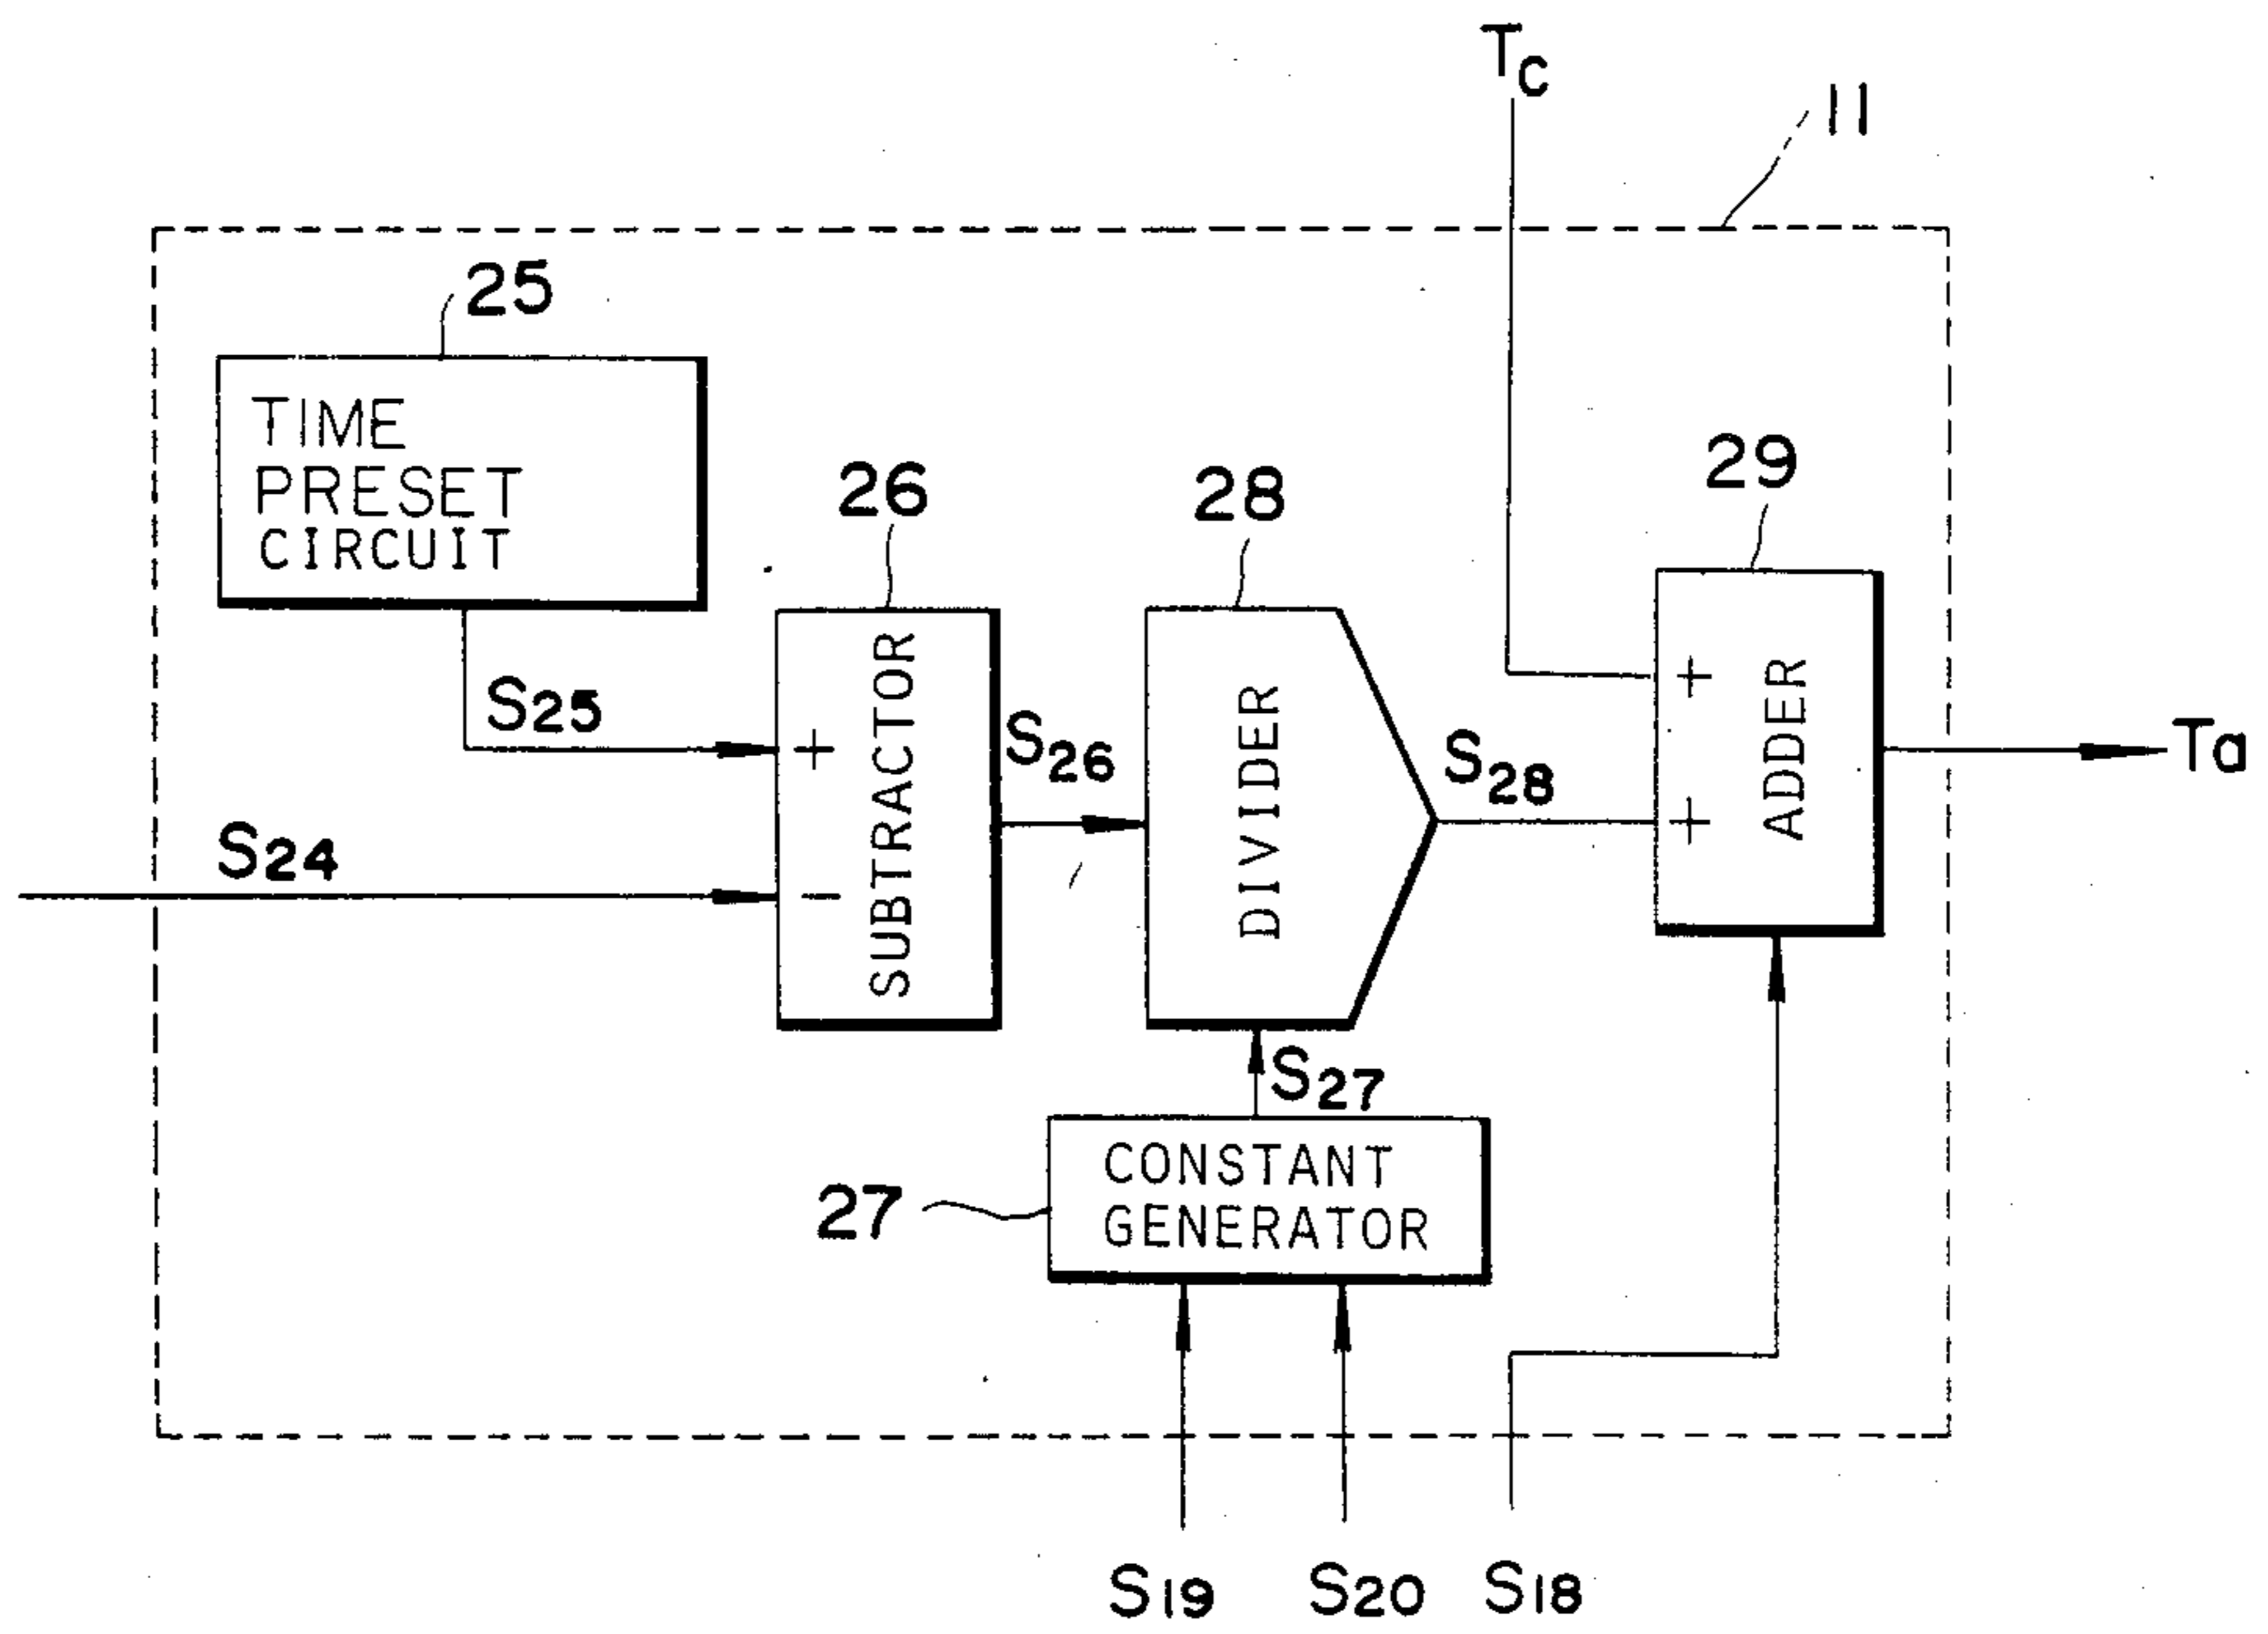 Tc
11
25
TIME
PRESET
CIRCUIT
26
28
29
S25
+
SUBTRACTOR
S26
DIVIDER
S28
+
ADDER
Ta
S24
−
+
S27
27
CONSTANT
GENERATOR
S19
S20
S18